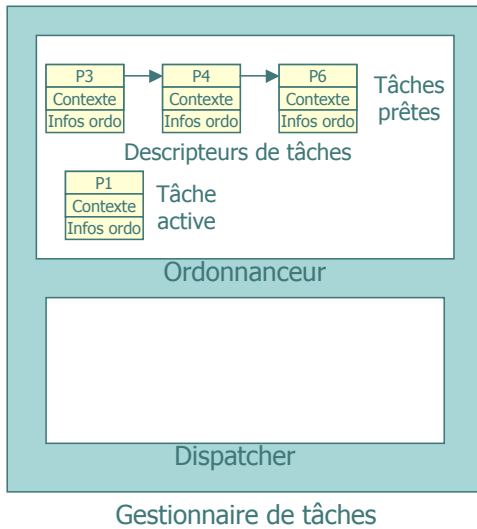 P3 P4 P6
Contexte Contexte Contexte
Infos ordo Infos ordo Infos ordo
Tâches
prêtes
Descripteurs de tâches
P1
Contexte
Infos ordo
Tâche
active
Ordonnanceur
Dispatcher
Gestionnaire de tâches